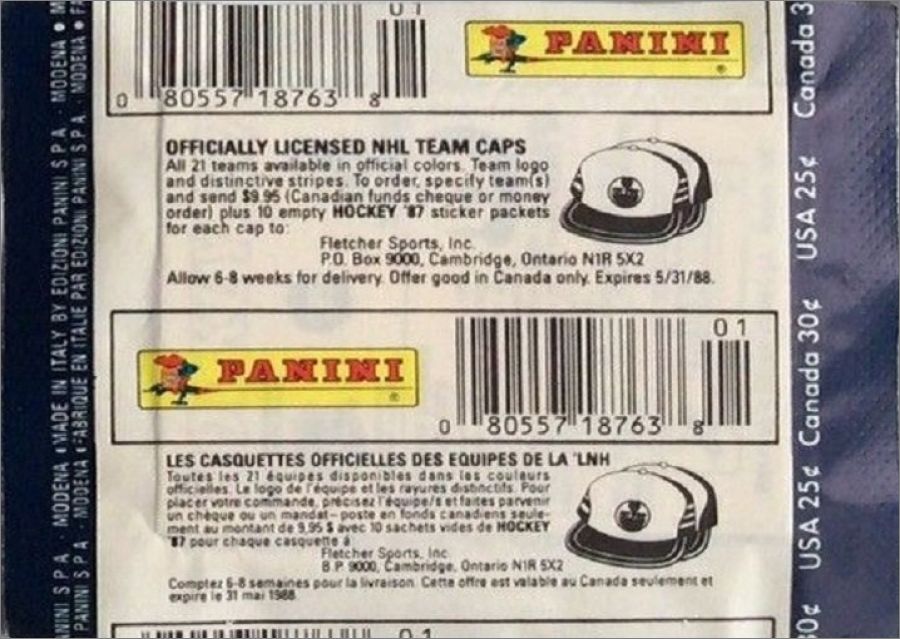 01
0 80557 18763 8
PANINI
®
OFFICIALLY LICENSED NHL TEAM CAPS
All 21 teams available in official colors. Team logo
and distinctive stripes. To order, specify team(s)
and send $9.95 (Canadian funds cheque or money
order) plus 10 empty HOCKEY '87 sticker packets
for each cap to:
Fletcher Sports, Inc.
P.O. Box 9000, Cambridge, Ontario N1R 5X2
Allow 6-8 weeks for delivery. Offer good in Canada only. Expires 5/31/88.
PANINI
®
01
0 80557 18763 8
LES CASQUETTES OFFICIELLES DES EQUIPES DE LA 'LNH
Toutes les 21 équipes disponibles dans les couleurs
officielles. Le logo de l'équipe et les rayures distinctifs. Pour
placer votre commande, précisez l'équipe/s et faites parvenir
un chèque ou un mandat-poste en fonds canadiens seule-
ment au montant de 9,95 $ avec 10 sachets vides de HOCKEY
'87 pour chaque casquette à
Fletcher Sports, Inc.
B.P. 9000, Cambridge, Ontario N1R 5X2
Comptez 6-8 semaines pour la livraison. Cette offre est valable au Canada seulement et
expire le 31 mai 1988.
01
PANINI S.P.A. - MODENA • MADE IN ITALY BY EDIZIONI PANINI S.P.A. - MODENA •
PANINI S.P.A. - MODENA • FABRIQUE EN ITALIE PAR EDIZIONI PANINI S.P.A. - MODENA •
30¢ USA 25¢ Canada 30¢ USA 25¢ Canada 3